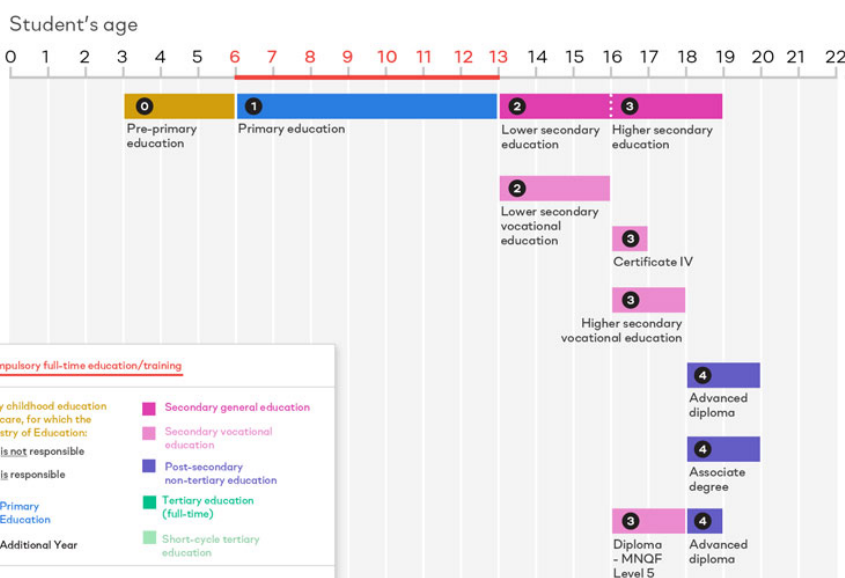 Student's age
0 1 2 3 4 5 6 7 8 9 10 11 12 13 14 15 16 17 18 19 20 21 22
0 1 2 3
Pre-primary
education
Primary education
Lower secondary
education
Higher secondary
education
2
Lower secondary
vocational
education
3
Certificate IV
3
Higher secondary
vocational education
4
Advanced
diploma
4
Associate
degree
3 4
Diploma
- MNQF
Level 5
Advanced
diploma
mpulsory full-time education/training
y childhood education
care, for which the
stry of Education:
is not responsible
is responsible
Primary
Education
Additional Year
Secondary general education
Secondary vocational
education
Post-secondary
non-tertiary education
Tertiary education
(full-time)
Short-cycle tertiary
education